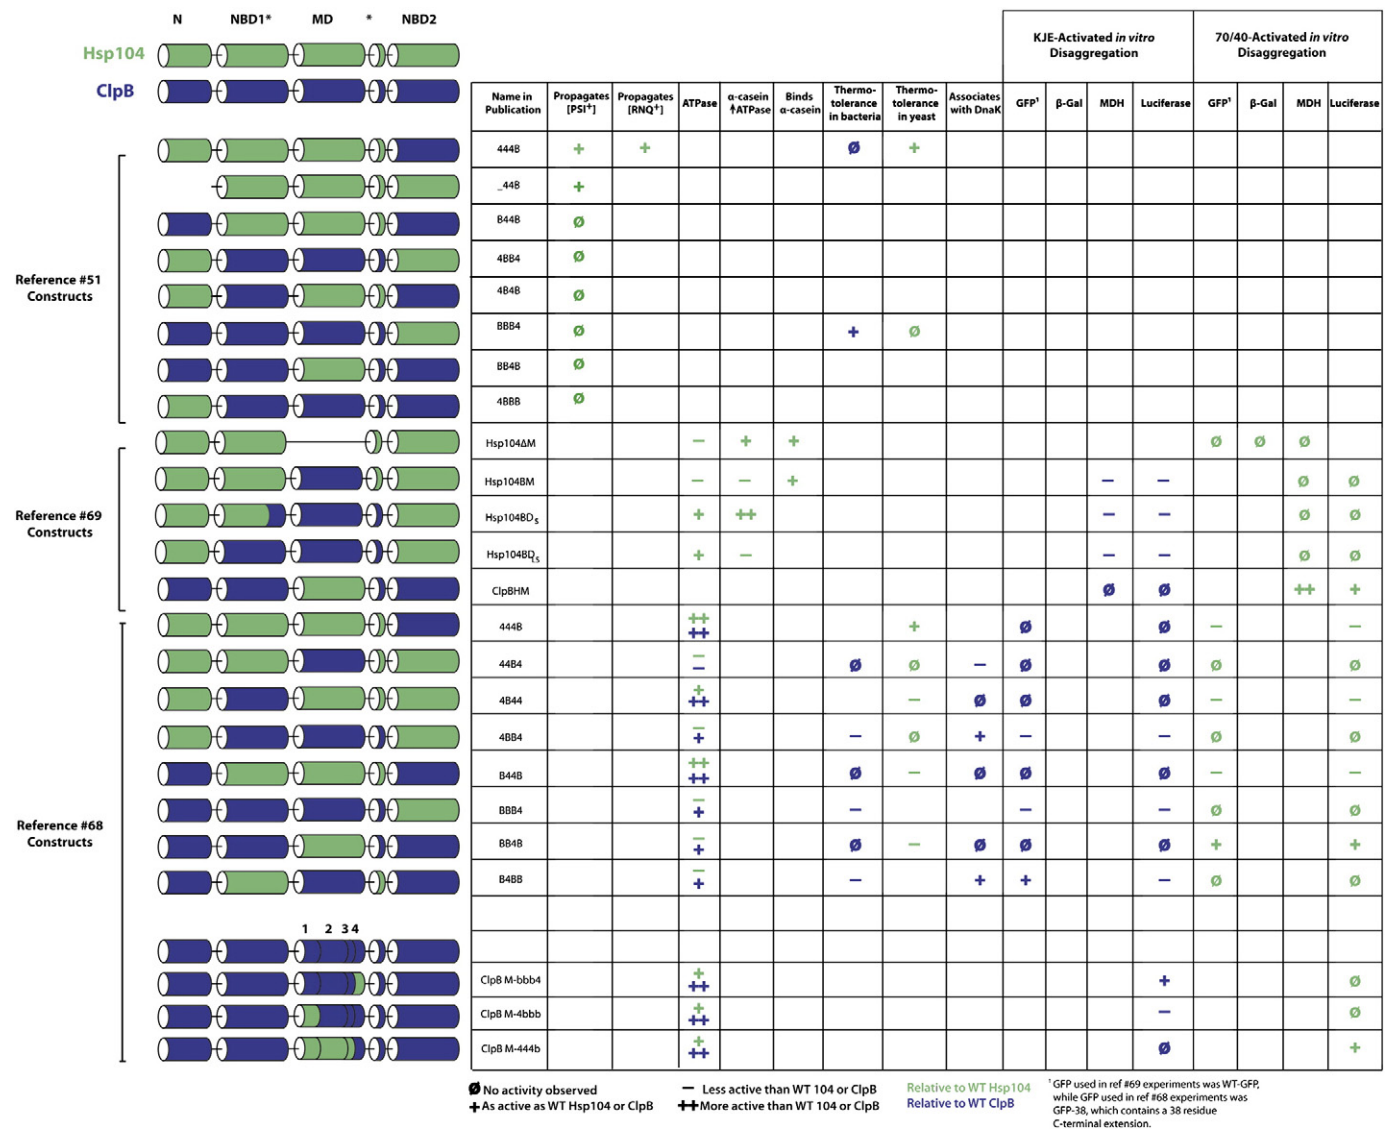 N NBD1* MD * NBD2
Hsp104
ClpB
KJE-Activated in vitro
Disaggregation
70/40-Activated in vitro
Disaggregation
Name in
Publication
Propagates
[PSI⁺]
Propagates
[RNQ⁺]
ATPase
α-casein
↑ATPase
Binds
α-casein
Thermo-
tolerance
in bacteria
Thermo-
tolerance
in yeast
Associates
with DnaK
GFP¹
β-Gal
MDH
Luciferase
GFP¹
β-Gal
MDH
Luciferase
Reference #51
Constructs
444B + + Ø +
_44B +
B44B Ø
4BB4 Ø
4B4B Ø
BBB4 Ø + Ø
BB4B Ø
4BBB Ø
Reference #69
Constructs
Hsp104ΔM − + + Ø Ø Ø
Hsp104BM − − + − − Ø Ø
Hsp104BDS + ++ − − Ø Ø
Hsp104BDLS + − − − Ø Ø
ClpBHM Ø Ø ++ +
Reference #68
Constructs
444B ++ ++ + Ø Ø − −
44B4 − − Ø Ø − Ø Ø Ø Ø
4B44 + ++ − Ø Ø Ø − −
4BB4 − + − Ø + − − Ø Ø
B44B ++ ++ Ø − Ø Ø Ø − −
BBB4 − + − − − Ø Ø
BB4B − + Ø − Ø Ø Ø + +
B4BB − + − + + − Ø Ø
1 2 3 4
ClpB M-bbb4 + ++ + Ø
ClpB M-4bbb + ++ − Ø
ClpB M-444b + ++ Ø +
Ø No activity observed
+ As active as WT Hsp104 or ClpB
− Less active than WT 104 or ClpB
++ More active than WT 104 or ClpB
Relative to WT Hsp104
Relative to WT ClpB
¹ GFP used in ref #69 experiments was WT-GFP,
while GFP used in ref #68 experiments was
GFP-38, which contains a 38 residue
C-terminal extension.